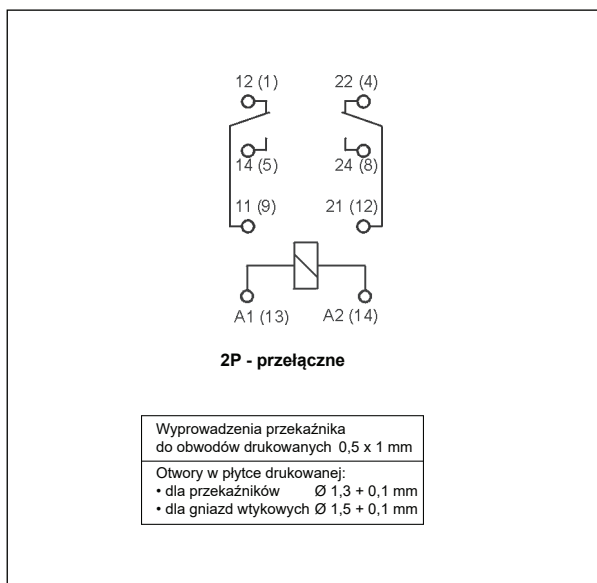 12 (1) 22 (4)
14 (5) 24 (8)
11 (9) 21 (12)
A1 (13) A2 (14)
2P - przełączne
Wyprowadzenia przekaźnika
do obwodów drukowanych 0,5 x 1 mm
Otwory w płytce drukowanej:
• dla przekaźników Ø 1,3 + 0,1 mm
• dla gniazd wtykowych Ø 1,5 + 0,1 mm